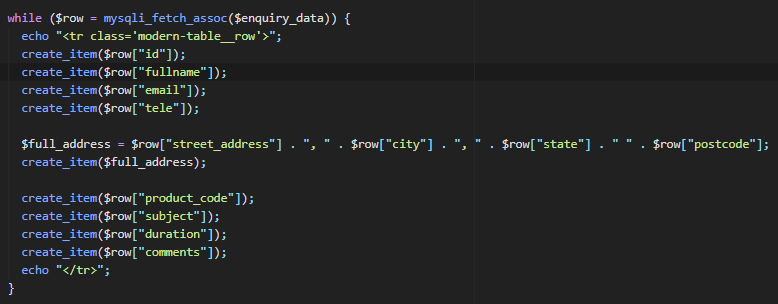 while ($row = mysqli_fetch_assoc($enquiry_data)) {
echo "<tr class='modern-table__row'>";
create_item($row["id"]);
create_item($row["fullname"]);
create_item($row["email"]);
create_item($row["tele"]);
$full_address = $row["street_address"] . ", " . $row["city"] . ", " . $row["state"] . " " . $row["postcode"];
create_item($full_address);
create_item($row["product_code"]);
create_item($row["subject"]);
create_item($row["duration"]);
create_item($row["comments"]);
echo "</tr>";
}